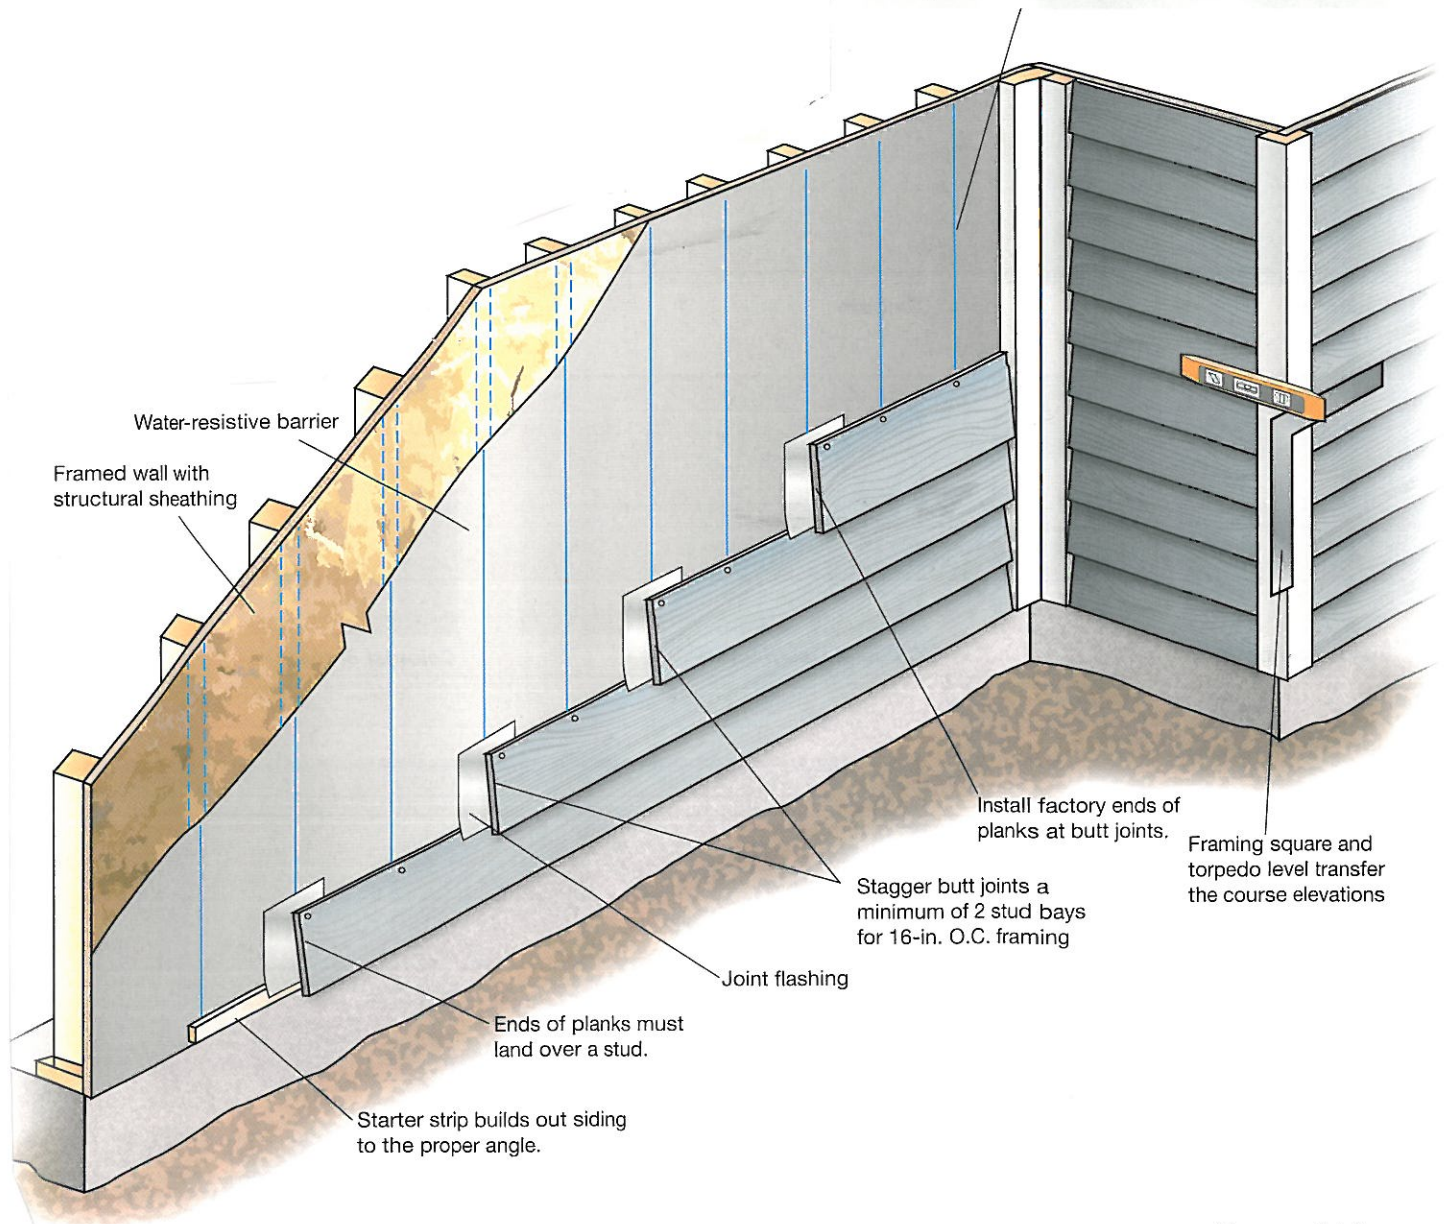 Water-resistive barrier
Framed wall with
structural sheathing
Install factory ends of
planks at butt joints.
Framing square and
torpedo level transfer
the course elevations
Stagger butt joints a
minimum of 2 stud bays
for 16-in. O.C. framing
Joint flashing
Ends of planks must
land over a stud.
Starter strip builds out siding
to the proper angle.